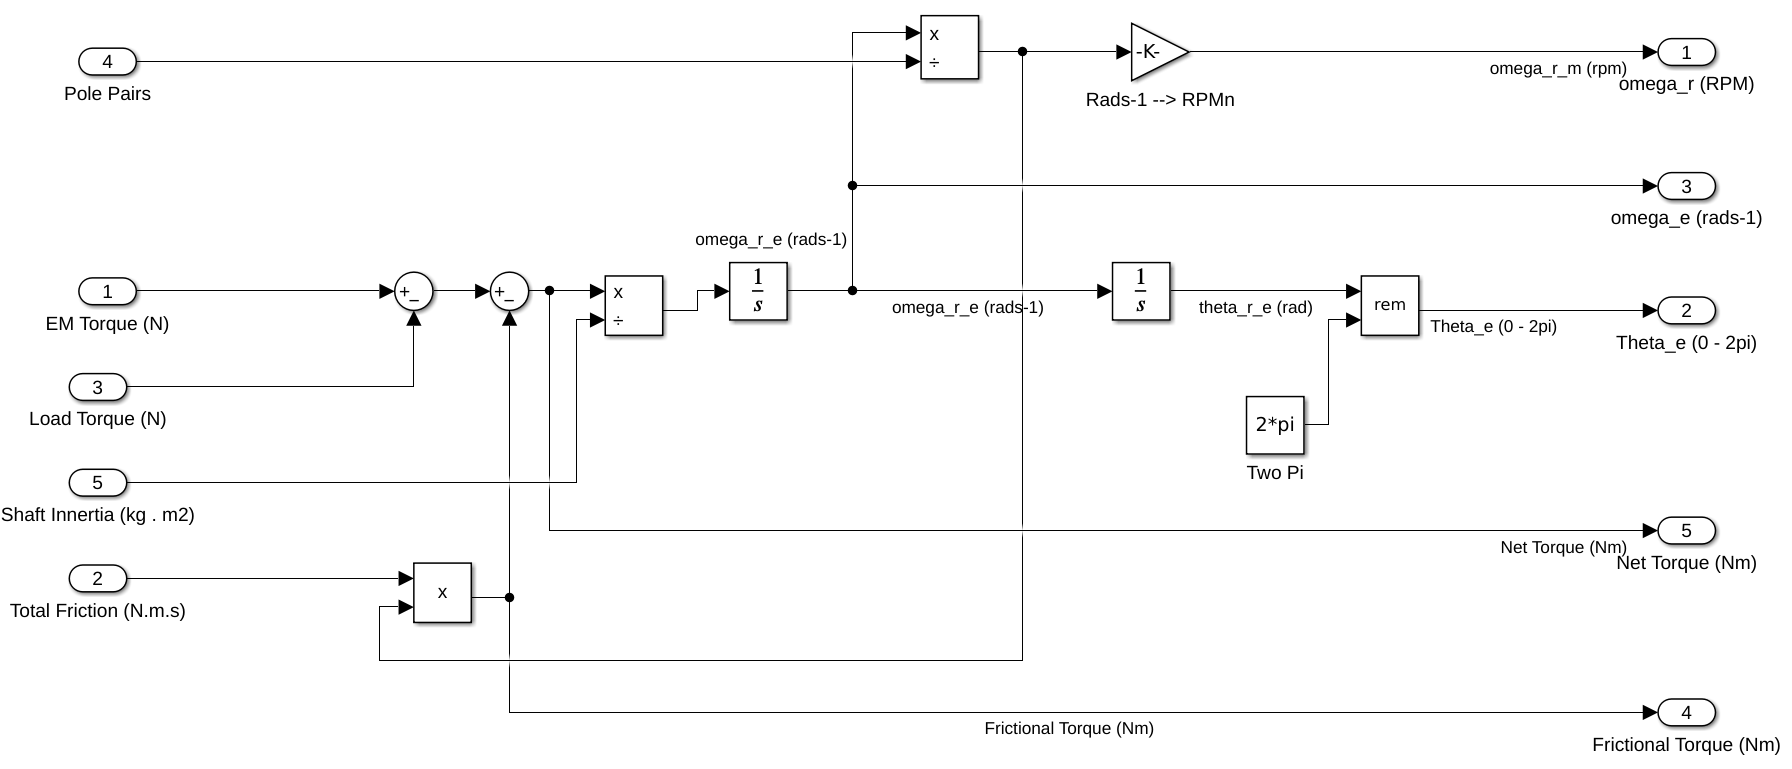 x
÷
4
Pole Pairs
-K-
Rads-1 --> RPMn
omega_r_m (rpm)
1
omega_r (RPM)
3
omega_e (rads-1)
omega_r_e (rads-1)
1
EM Torque (N)
+
_
+
_
x
÷
1
s
omega_r_e (rads-1)
1
s
theta_r_e (rad)
rem
Theta_e (0 - 2pi)
2
Theta_e (0 - 2pi)
3
Load Torque (N)
2*pi
Two Pi
5
Shaft Innertia (kg . m2)
Net Torque (Nm)
5
Net Torque (Nm)
2
Total Friction (N.m.s)
x
Frictional Torque (Nm)
4
Frictional Torque (Nm)